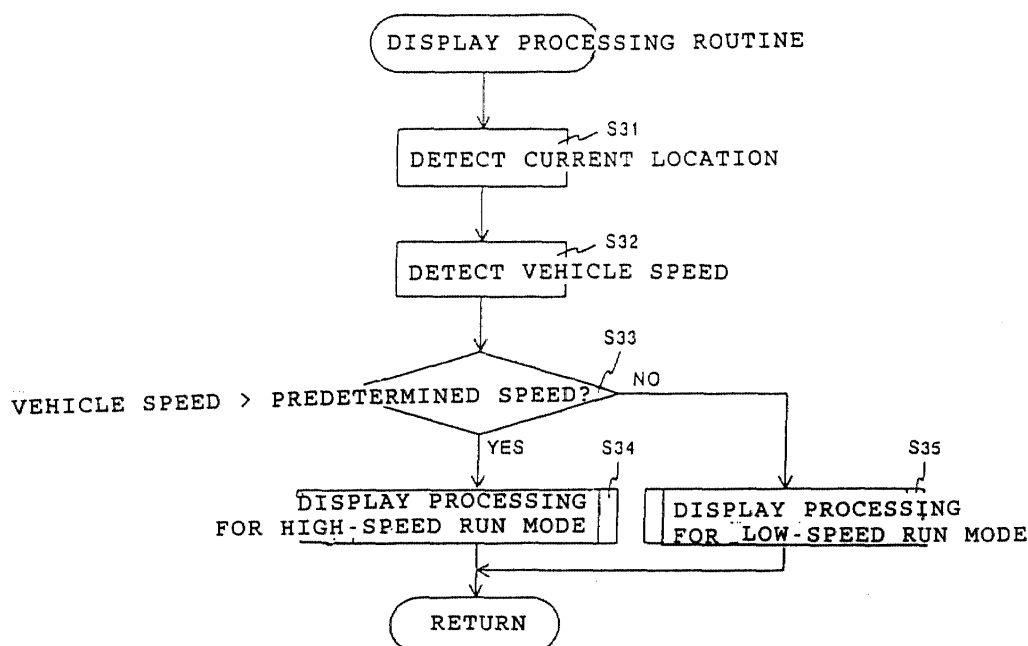 DISPLAY PROCESSING ROUTINE
S31
DETECT CURRENT LOCATION
S32
DETECT VEHICLE SPEED
S33
VEHICLE SPEED > PREDETERMINED SPEED?
NO
YES
S34
DISPLAY PROCESSING
FOR HIGH-SPEED RUN MODE
S35
DISPLAY PROCESSING
FOR LOW-SPEED RUN MODE
RETURN